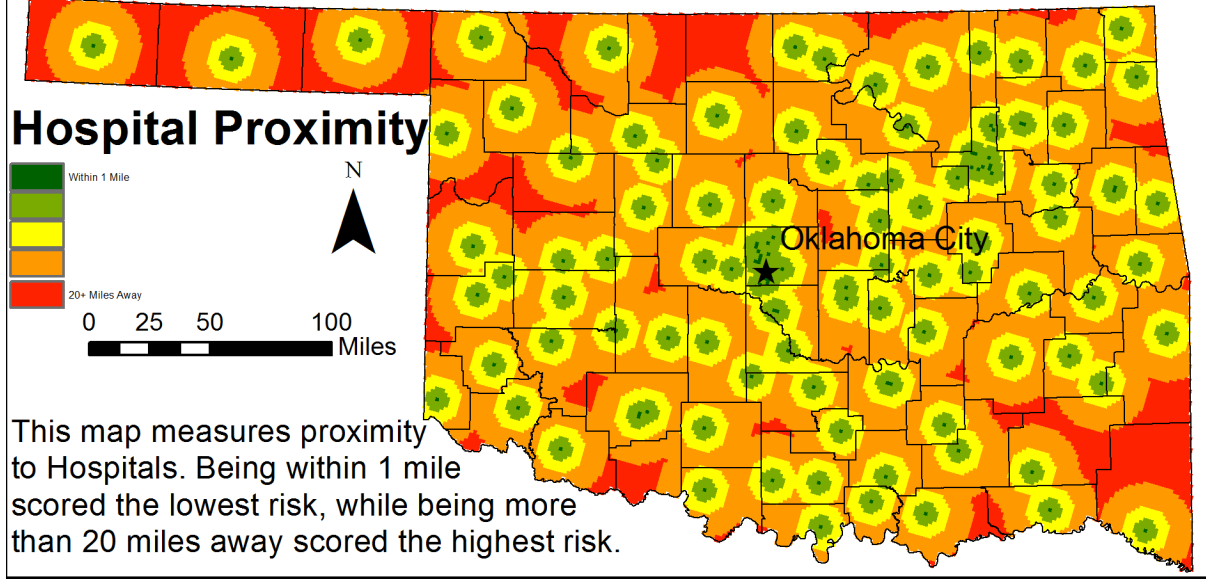 Hospital Proximity
Within 1 Mile
20+ Miles Away
N
0 25 50 100
Miles
Oklahoma City
This map measures proximity
to Hospitals. Being within 1 mile
scored the lowest risk, while being more
than 20 miles away scored the highest risk.